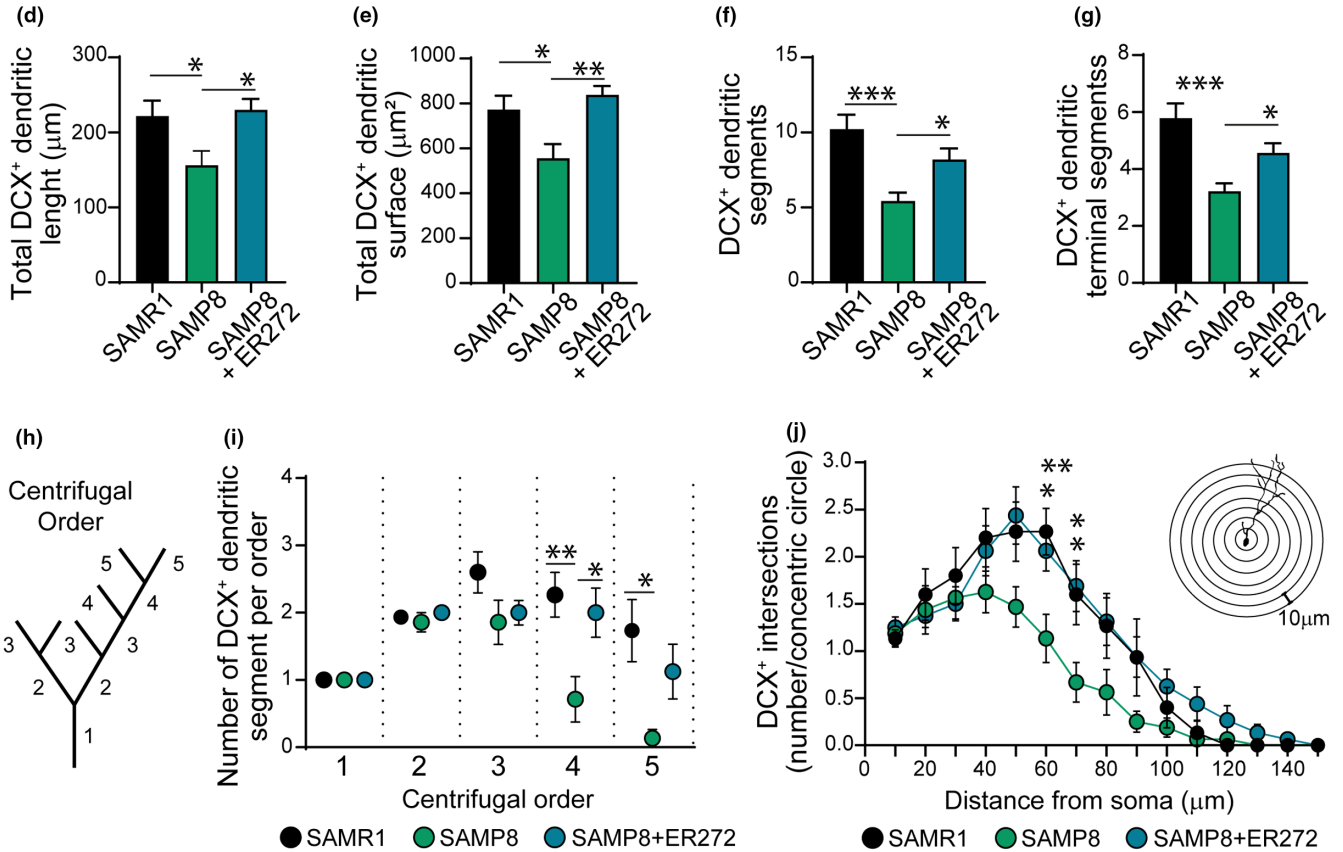 (d)
Total DCX⁺ dendritic
lenght (μm)
300
200
100
0
*
*
SAMR1
SAMP8
SAMP8
+ ER272
(e)
Total DCX⁺ dendritic
surface (μm²)
1000
800
600
400
200
0
*
**
SAMR1
SAMP8
SAMP8
+ ER272
(f)
DCX⁺ dendritic
segments
15
10
5
0
***
*
SAMR1
SAMP8
SAMP8
+ ER272
(g)
DCX⁺ dendritic
terminal segmentss
8
6
4
2
0
***
*
SAMR1
SAMP8
SAMP8
+ ER272
(h)
Centrifugal
Order
5 5
4 4
3 3 3
2 2
1
(i)
Number of DCX⁺ dendritic
segment per order
4
3
2
1
0
**
*
*
1 2 3 4 5
Centrifugal order
SAMR1 SAMP8 SAMP8+ER272
(j)
DCX⁺ intersections
(number/concentric circle)
3.0
2.5
2.0
1.5
1.0
0.5
0.0
**
*
*
*
10μm
0 20 40 60 80 100 120 140
Distance from soma (μm)
SAMR1 SAMP8 SAMP8+ER272